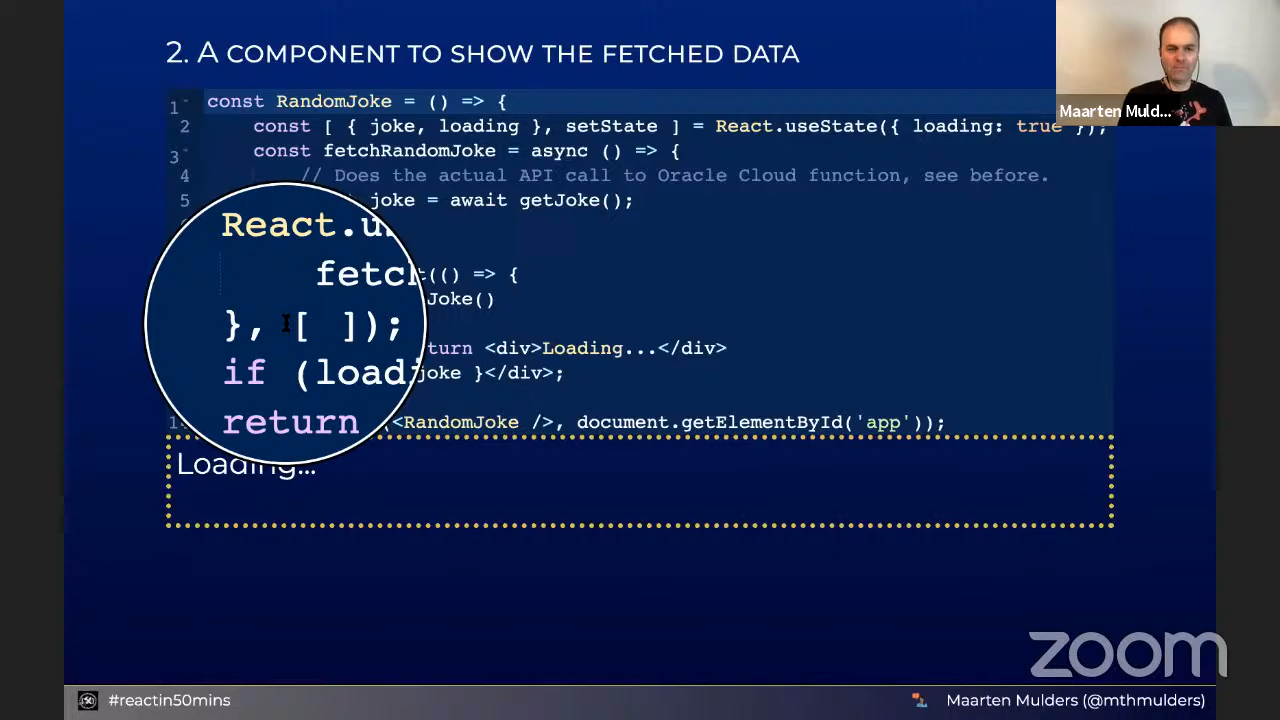 2. A COMPONENT TO SHOW THE FETCHED DATA
1 const RandomJoke = () => {
2 const [ { joke, loading }, setState ] = React.useState({ loading: true });
3 const fetchRandomJoke = async () => {
4 // Does the actual API call to Oracle Cloud function, see before.
5 joke = await getJoke();
React.u
fetch (() => {
Joke()
}, [ ]);
if (load turn <div>Loading...</div>
return joke }</div>;
(<RandomJoke />, document.getElementById('app'));
Loading...
Maarten Muld...
zoom
#reactin50mins
Maarten Mulders (@mthmulders)